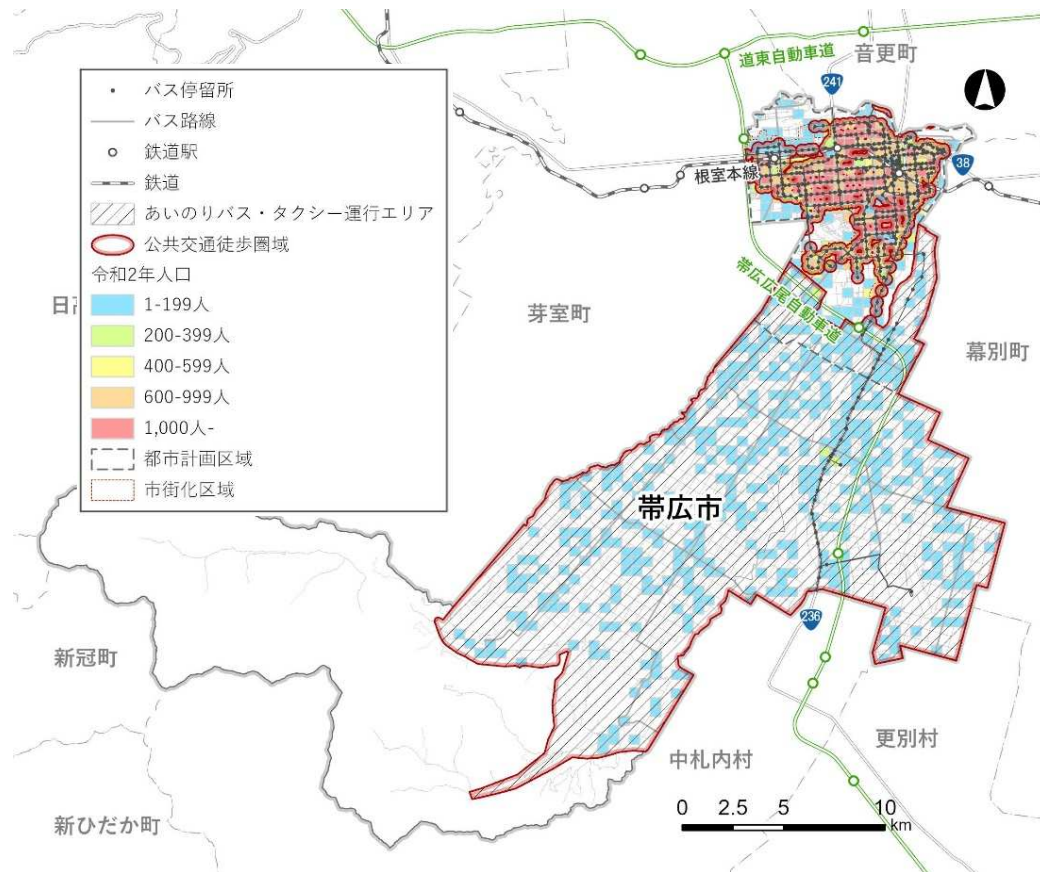 バス停留所
バス路線
鉄道駅
鉄道
あいのりバス・タクシー運行エリア
公共交通徒歩圏域
令和2年人口
1-199人
200-399人
400-599人
600-999人
1,000人-
都市計画区域
市街化区域
道東自動車道
音更町
241
38
根室本線
帯広広尾自動車道
芽室町
幕別町
日高
帯広市
236
新冠町
中札内村
更別村
新ひだか町
0 2.5 5 10
km